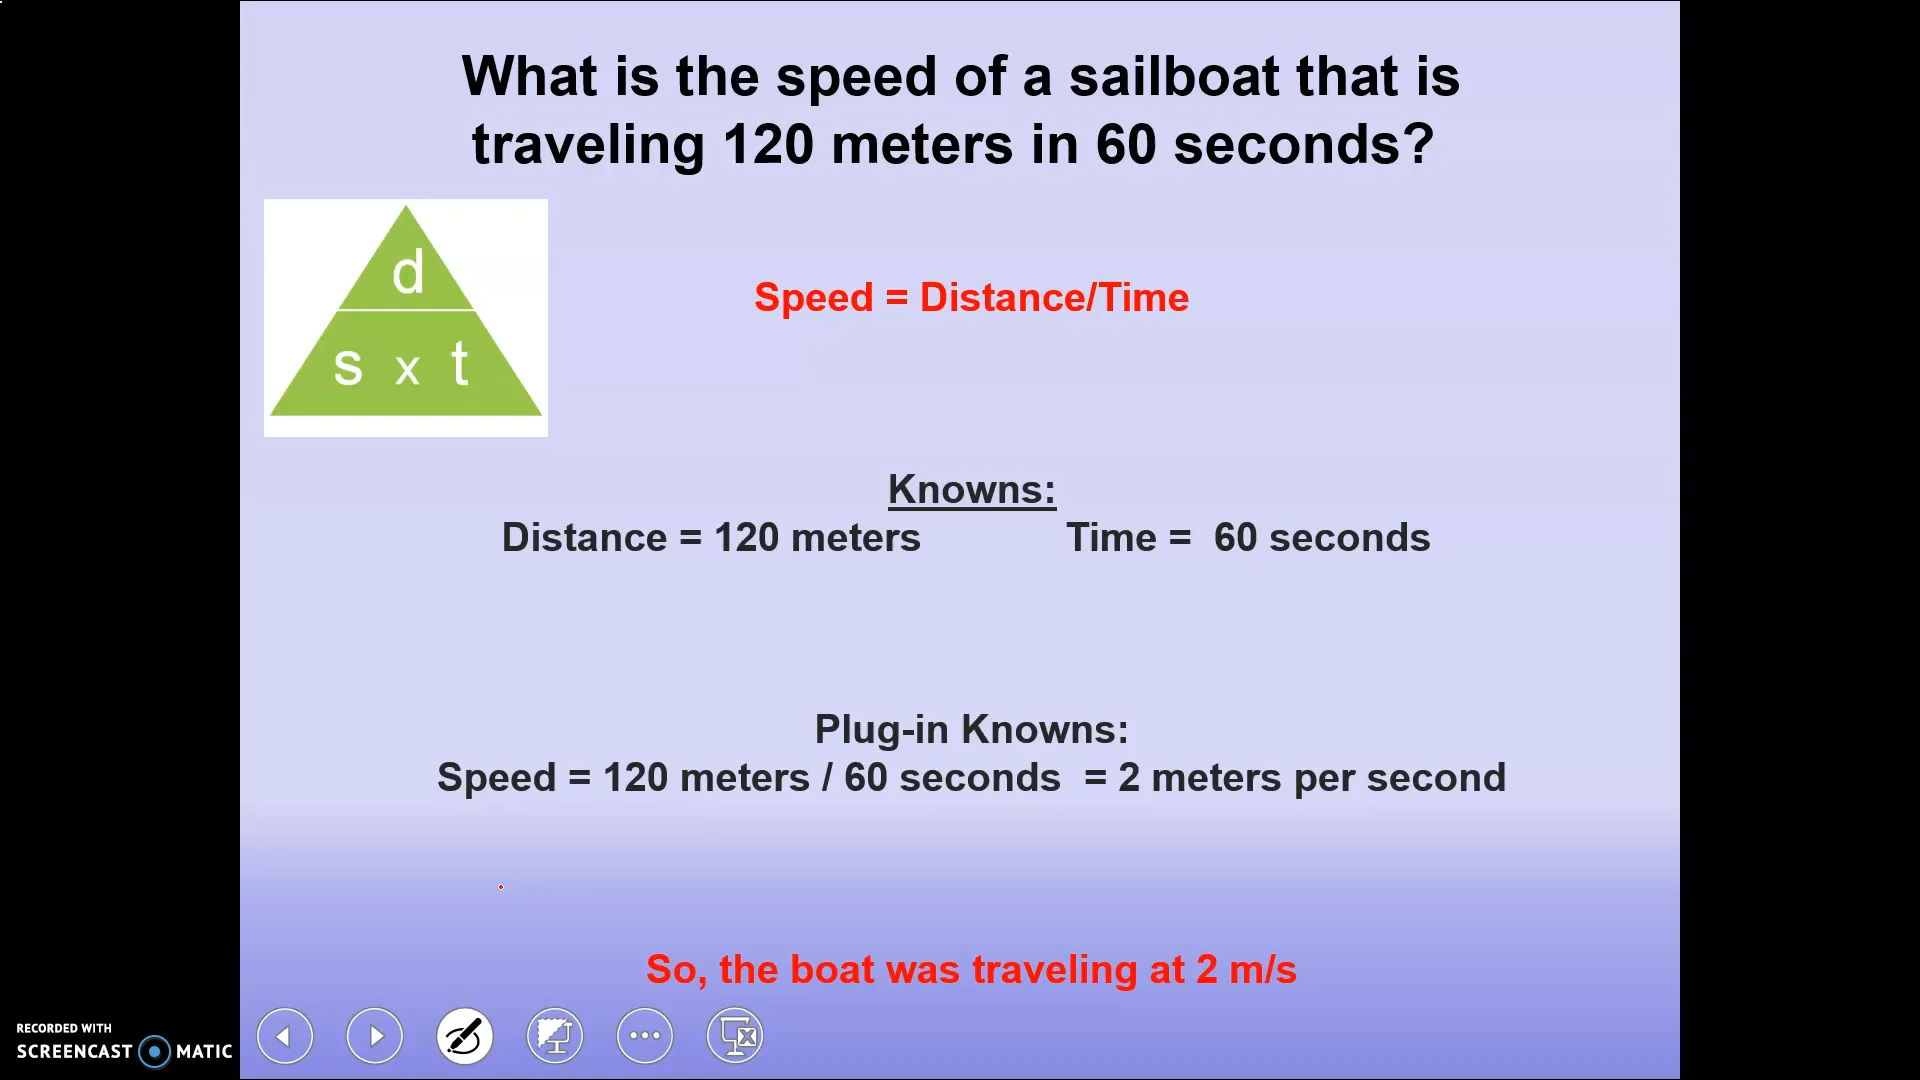 What is the speed of a sailboat that is
traveling 120 meters in 60 seconds?
d
s x t
Speed = Distance/Time
Knowns:
Distance = 120 meters Time = 60 seconds
Plug-in Knowns:
Speed = 120 meters / 60 seconds = 2 meters per second
So, the boat was traveling at 2 m/s
RECORDED WITH
SCREENCAST MATIC